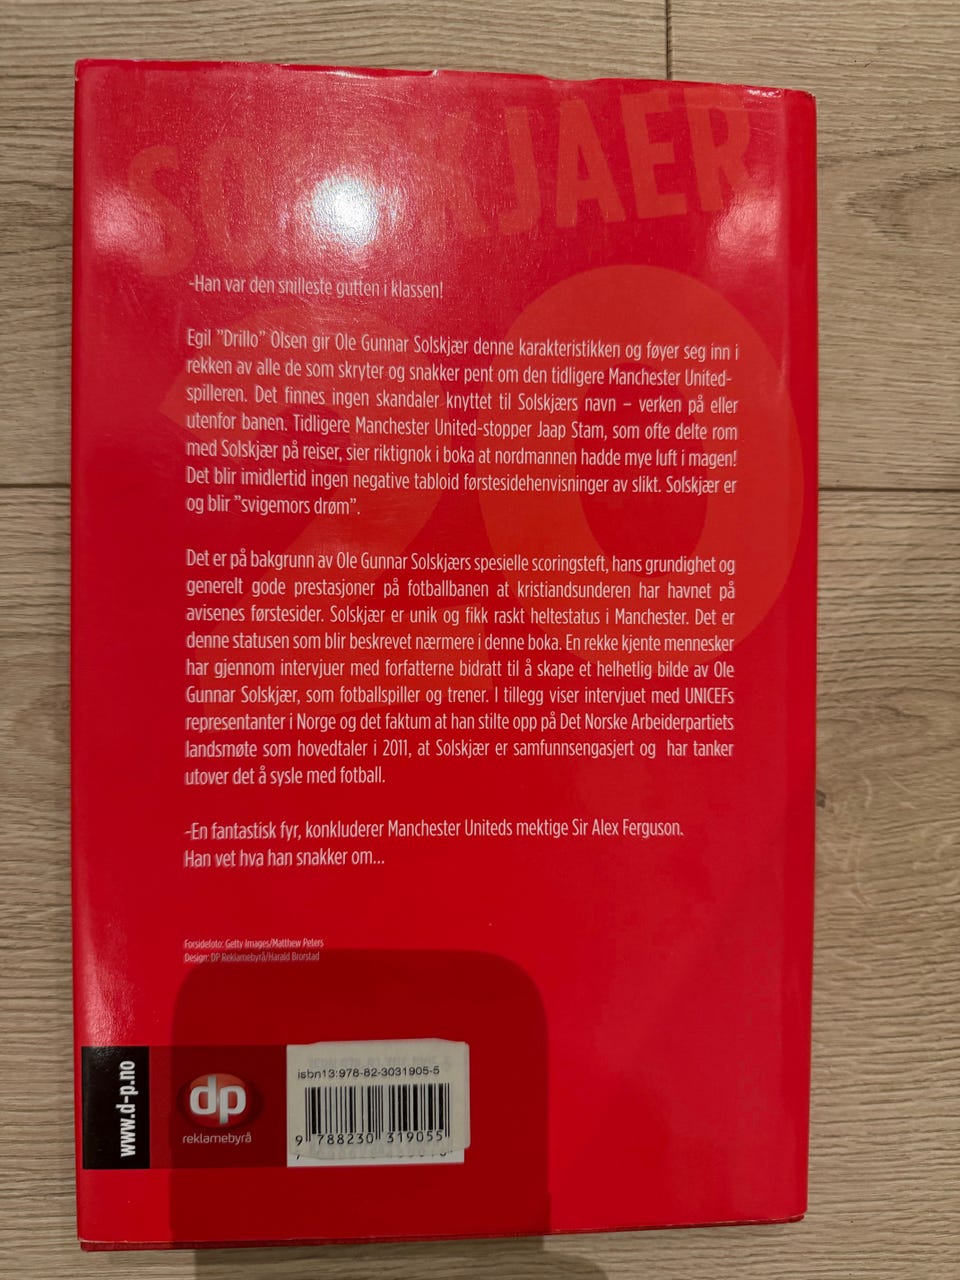 SOLSKJAER
20
-Han var den snilleste gutten i klassen!
Egil ”Drillo” Olsen gir Ole Gunnar Solskjær denne karakteristikken og føyer seg inn i
rekken av alle de som skryter og snakker pent om den tidligere Manchester United-
spilleren. Det finnes ingen skandaler knyttet til Solskjærs navn – verken på eller
utenfor banen. Tidligere Manchester United-stopper Jaap Stam, som ofte delte rom
med Solskjær på reiser, sier riktignok i boka at nordmannen hadde mye luft i magen!
Det blir imidlertid ingen negative tabloid førstesidehenvisninger av slikt. Solskjær er
og blir ”svigemors drøm”.
Det er på bakgrunn av Ole Gunnar Solskjærs spesielle scoringsteft, hans grundighet og
generelt gode prestasjoner på fotballbanen at kristiandsunderen har havnet på
avisenes førstesider. Solskjær er unik og fikk raskt heltestatus i Manchester. Det er
denne statusen som blir beskrevet nærmere i denne boka. En rekke kjente mennesker
har gjennom intervjuer med forfatterne bidratt til å skape et helhetlig bilde av Ole
Gunnar Solskjær, som fotballspiller og trener. I tillegg viser intervjuet med UNICEFs
representanter i Norge og det faktum at han stilte opp på Det Norske Arbeiderpartiets
landsmøte som hovedtaler i 2011, at Solskjær er samfunnsengasjert og har tanker
utover det å sysle med fotball.
-En fantastisk fyr, konkluderer Manchester Uniteds mektige Sir Alex Ferguson.
Han vet hva han snakker om...
Forsidefoto: Getty Images/Matthew Peters
Design: DP Reklamebyrå/Harald Brorstad
www.d-p.no
dp
reklamebyrå
isbn13:978-82-3031905-5
9 788230 319055